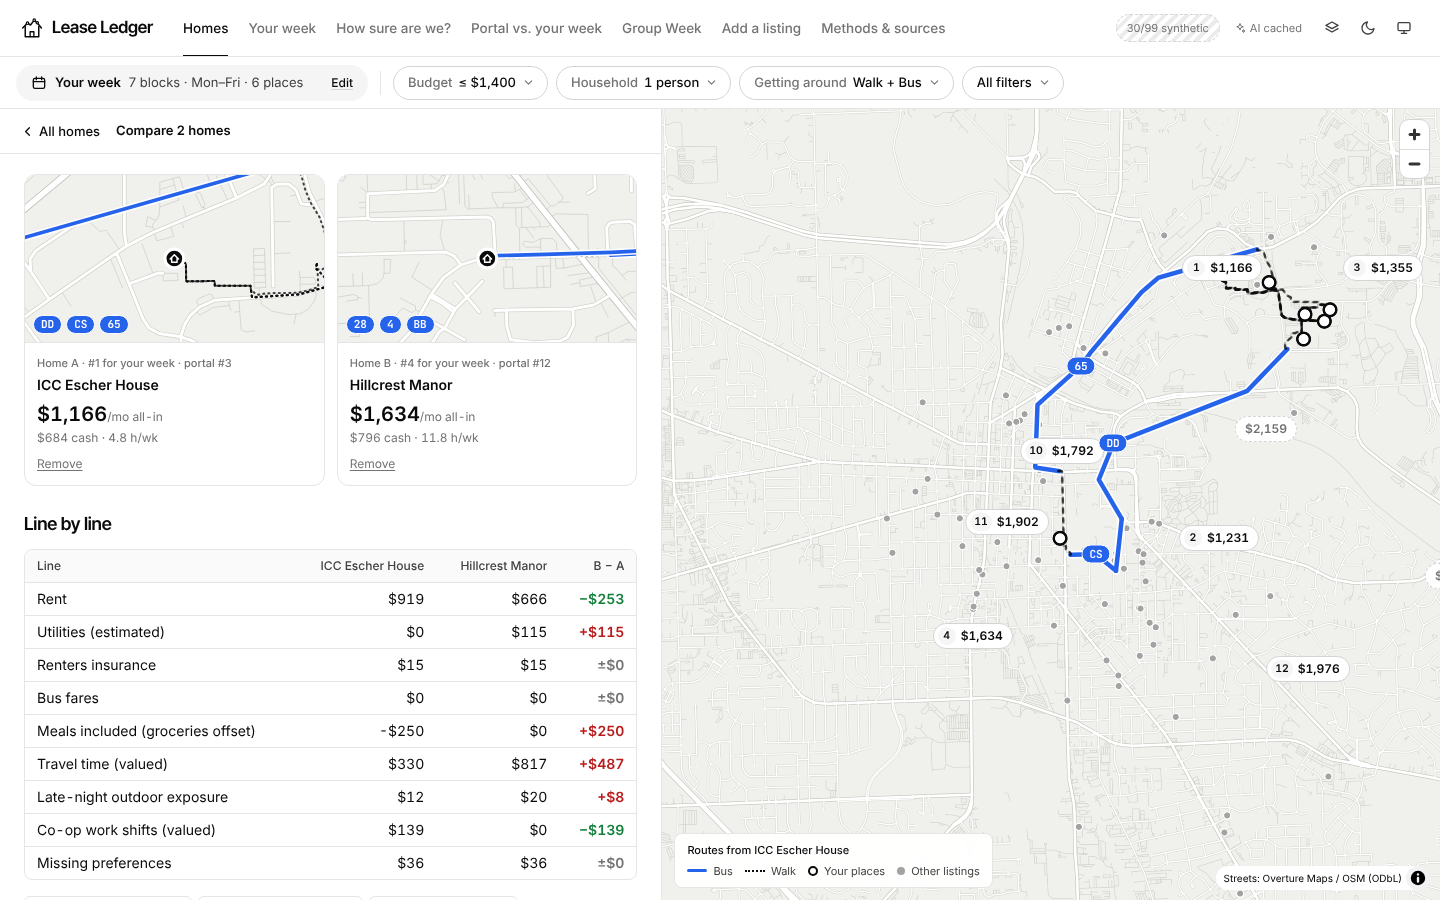 Lease Ledger Homes Your week How sure are we? Portal vs. your week Group Week Add a listing Methods & sources 30/99 synthetic AI cached
Your week 7 blocks · Mon–Fri · 6 places Edit Budget ≤ $1,400 Household 1 person Getting around Walk + Bus All filters
All homes Compare 2 homes
DD CS 65
Home A · #1 for your week · portal #3
ICC Escher House
$1,166/mo all-in
$684 cash · 4.8 h/wk
Remove
28 4 BB
Home B · #4 for your week · portal #12
Hillcrest Manor
$1,634/mo all-in
$796 cash · 11.8 h/wk
Remove
Line by line
Line ICC Escher House Hillcrest Manor B – A
Rent $919 $666 −$253
Utilities (estimated) $0 $115 +$115
Renters insurance $15 $15 ±$0
Bus fares $0 $0 ±$0
Meals included (groceries offset) -$250 $0 +$250
Travel time (valued) $330 $817 +$487
Late-night outdoor exposure $12 $20 +$8
Co-op work shifts (valued) $139 $0 −$139
Missing preferences $36 $36 ±$0
1 $1,166
3 $1,355
65
$2,159
DD
10 $1,792
11 $1,902
2 $1,231
CS
4 $1,634
12 $1,976
Routes from ICC Escher House
Bus Walk Your places Other listings
Streets: Overture Maps / OSM (ODbL)